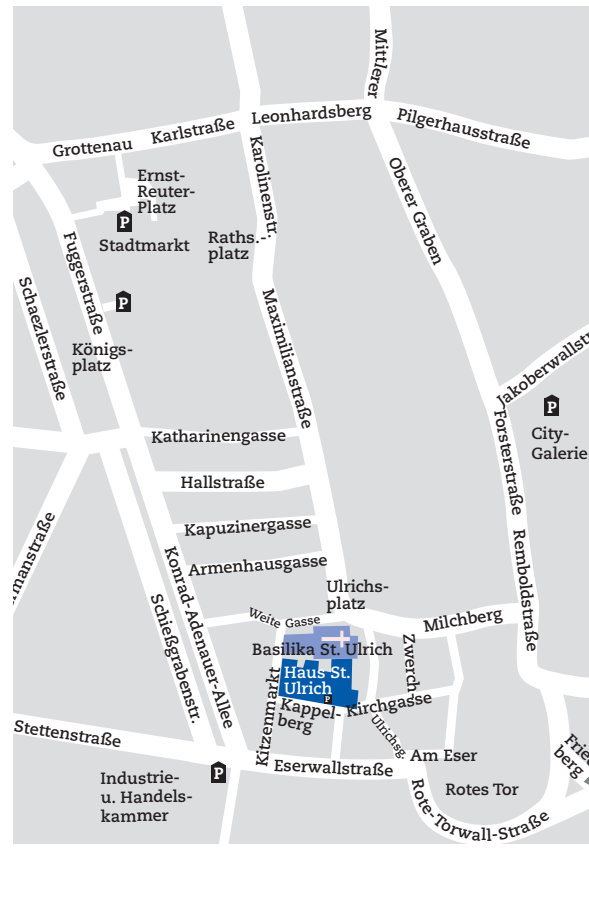 Mittlerer
Grottenau
Karlstraße
Leonhardsberg
Pilgerhausstraße
Karolinenstr.
Ernst-
Reuter-
Platz
P
Stadtmarkt
Raths.-
platz
Oberer Graben
Fuggerstraße
Schaezlerstraße
P
Königs-
platz
Maximilianstraße
Jakoberwallstr
P
City-
Galerie
Forsterstraße
Katharinengasse
Hallstraße
Kapuzinergasse
Armenhausgasse
Remboldstraße
Konrad-Adenauer-Allee
Schießgrabenstr.
rmanstraße
Ulrichs-
platz
Weite Gasse
Milchberg
Basilika St. Ulrich
Zwerch
Haus St.
Ulrich
P
Kitzenmarkt
Kappel-
berg
Kirchgasse
Ulrichsg.
Stettenstraße
Eserwallstraße
Am Eser
Rotes Tor
Fried
berg
P
Industrie-
u. Handels-
kammer
Rote-Torwall-Straße